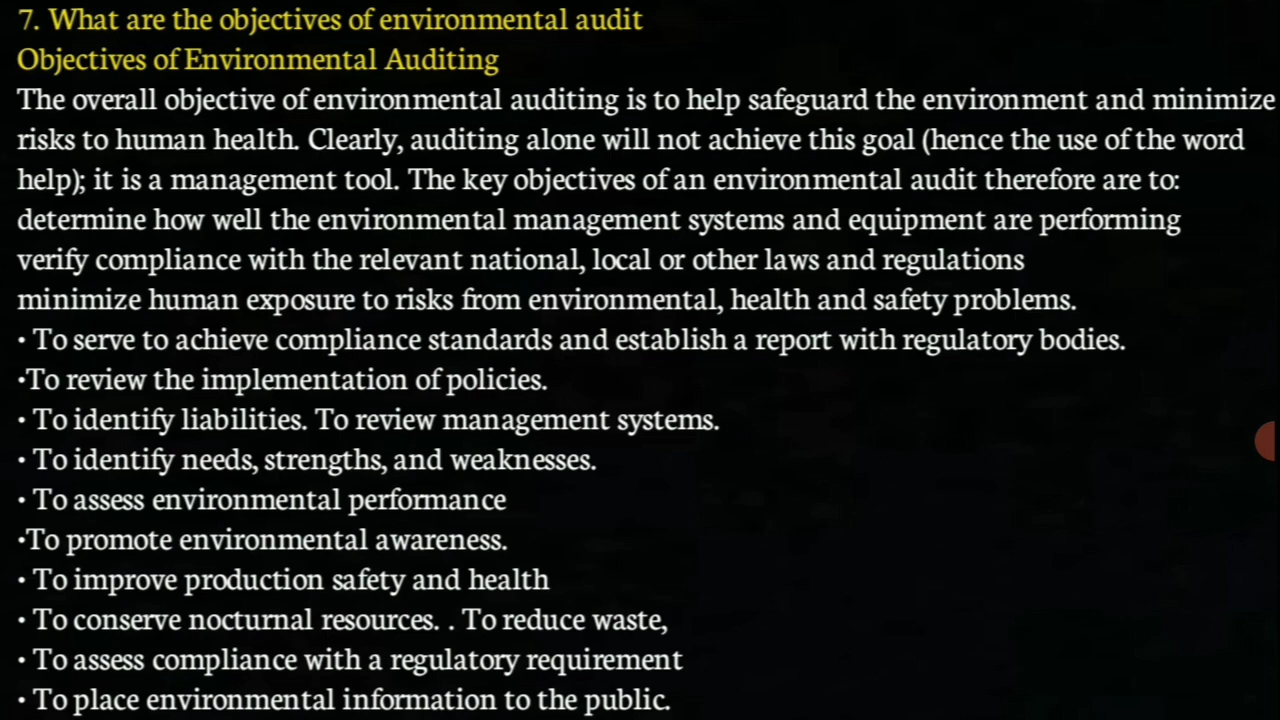 7. What are the objectives of environmental audit
Objectives of Environmental Auditing
The overall objective of environmental auditing is to help safeguard the environment and minimize
risks to human health. Clearly, auditing alone will not achieve this goal (hence the use of the word
help); it is a management tool. The key objectives of an environmental audit therefore are to:
determine how well the environmental management systems and equipment are performing
verify compliance with the relevant national, local or other laws and regulations
minimize human exposure to risks from environmental, health and safety problems.
• To serve to achieve compliance standards and establish a report with regulatory bodies.
•To review the implementation of policies.
• To identify liabilities. To review management systems.
• To identify needs, strengths, and weaknesses.
• To assess environmental performance
•To promote environmental awareness.
• To improve production safety and health
• To conserve nocturnal resources. . To reduce waste,
• To assess compliance with a regulatory requirement
• To place environmental information to the public.